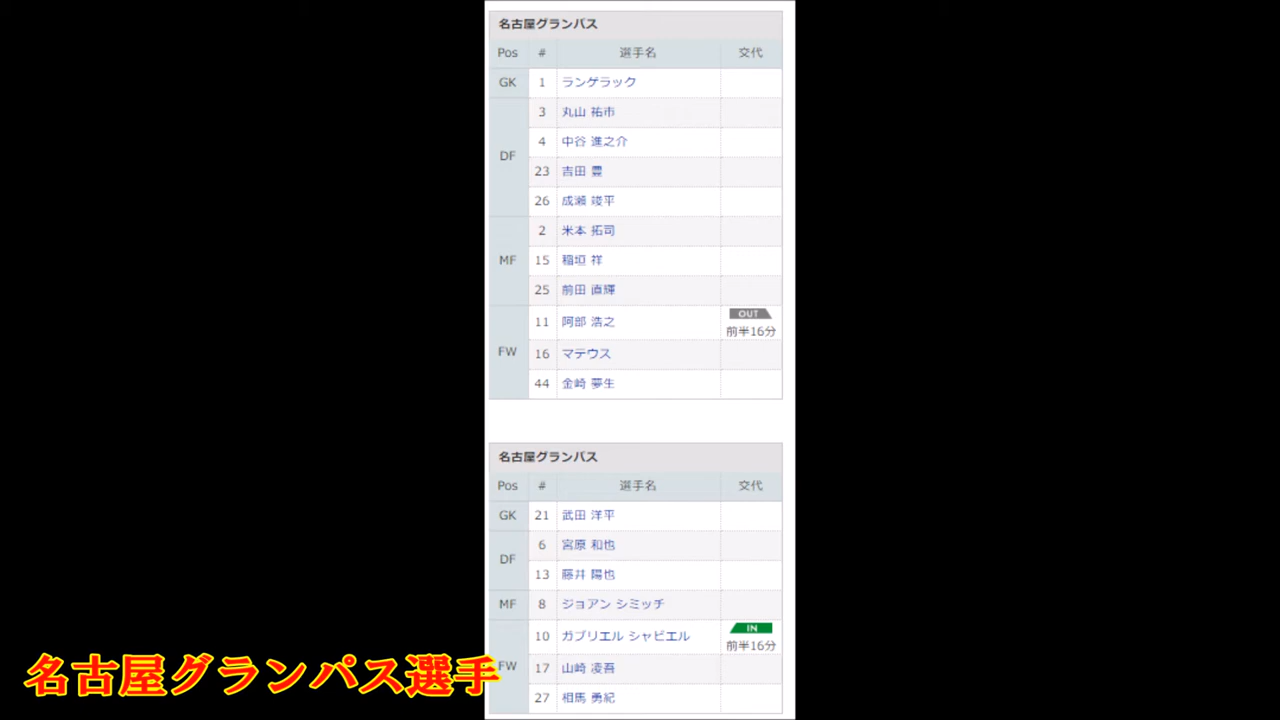 名古屋グランパス
Pos # 選手名 交代
GK 1 ランゲラック
DF
3 丸山 祐市
4 中谷 進之介
23 吉田 豊
26 成瀬 竣平
MF
2 米本 拓司
15 稲垣 祥
25 前田 直輝
FW
11 阿部 浩之 OUT 前半16分
16 マテウス
44 金崎 夢生
名古屋グランパス
Pos # 選手名 交代
GK 21 武田 洋平
DF
6 宮原 和也
13 藤井 陽也
MF 8 ジョアン シミッチ
FW
10 ガブリエル シャビエル IN 前半16分
17 山崎 凌吾
27 相馬 勇紀
名古屋グランパス選手